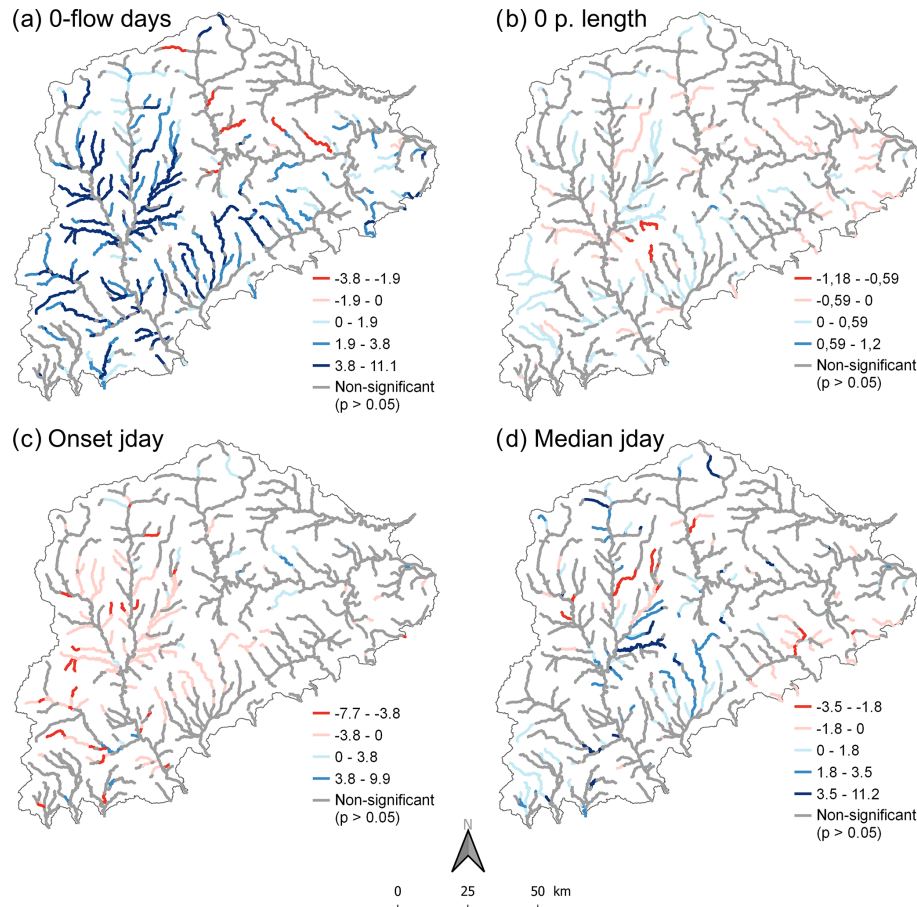 (a) 0-flow days
-3.8 - -1.9
-1.9 - 0
0 - 1.9
1.9 - 3.8
3.8 - 11.1
Non-significant
(p > 0.05)
(b) 0 p. length
-1,18 - -0,59
-0,59 - 0
0 - 0,59
0,59 - 1,2
Non-significant
(p > 0.05)
(c) Onset jday
-7.7 - -3.8
-3.8 - 0
0 - 3.8
3.8 - 9.9
Non-significant
(p > 0.05)
(d) Median jday
-3.5 - -1.8
-1.8 - 0
0 - 1.8
1.8 - 3.5
3.5 - 11.2
Non-significant
(p > 0.05)
N
0 25 50 km